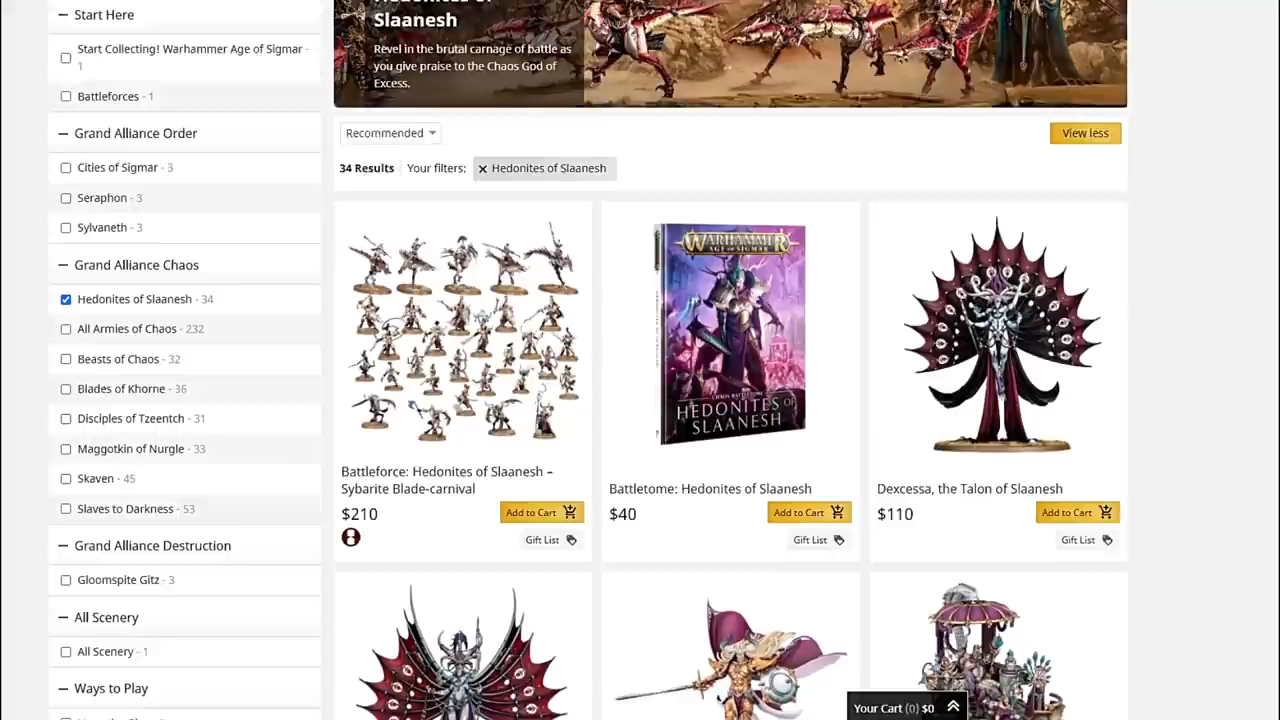 Start Here
Start Collecting! Warhammer Age of Sigmar -
1
Battleforces - 1
Grand Alliance Order
Cities of Sigmar - 3
Seraphon - 3
Sylvaneth - 3
Grand Alliance Chaos
Hedonites of Slaanesh - 34
All Armies of Chaos - 232
Beasts of Chaos - 32
Blades of Khorne - 36
Disciples of Tzeentch - 31
Maggotkin of Nurgle - 33
Skaven - 45
Slaves to Darkness - 53
Grand Alliance Destruction
Gloomspite Gitz - 3
All Scenery
All Scenery - 1
Ways to Play
Hedonites of
Slaanesh
Revel in the brutal carnage of battle as
you give praise to the Chaos God of
Excess.
Recommended
View less
34 Results
Your filters:
Hedonites of Slaanesh
Battleforce: Hedonites of Slaanesh –
Sybarite Blade-carnival
$210
Add to Cart
Gift List
WARHAMMER
AGE OF SIGMAR
CHAOS BATTLETOME
HEDONITES OF
SLAANESH
Battletome: Hedonites of Slaanesh
$40
Add to Cart
Gift List
Dexcessa, the Talon of Slaanesh
$110
Add to Cart
Gift List
Your Cart (0) $0